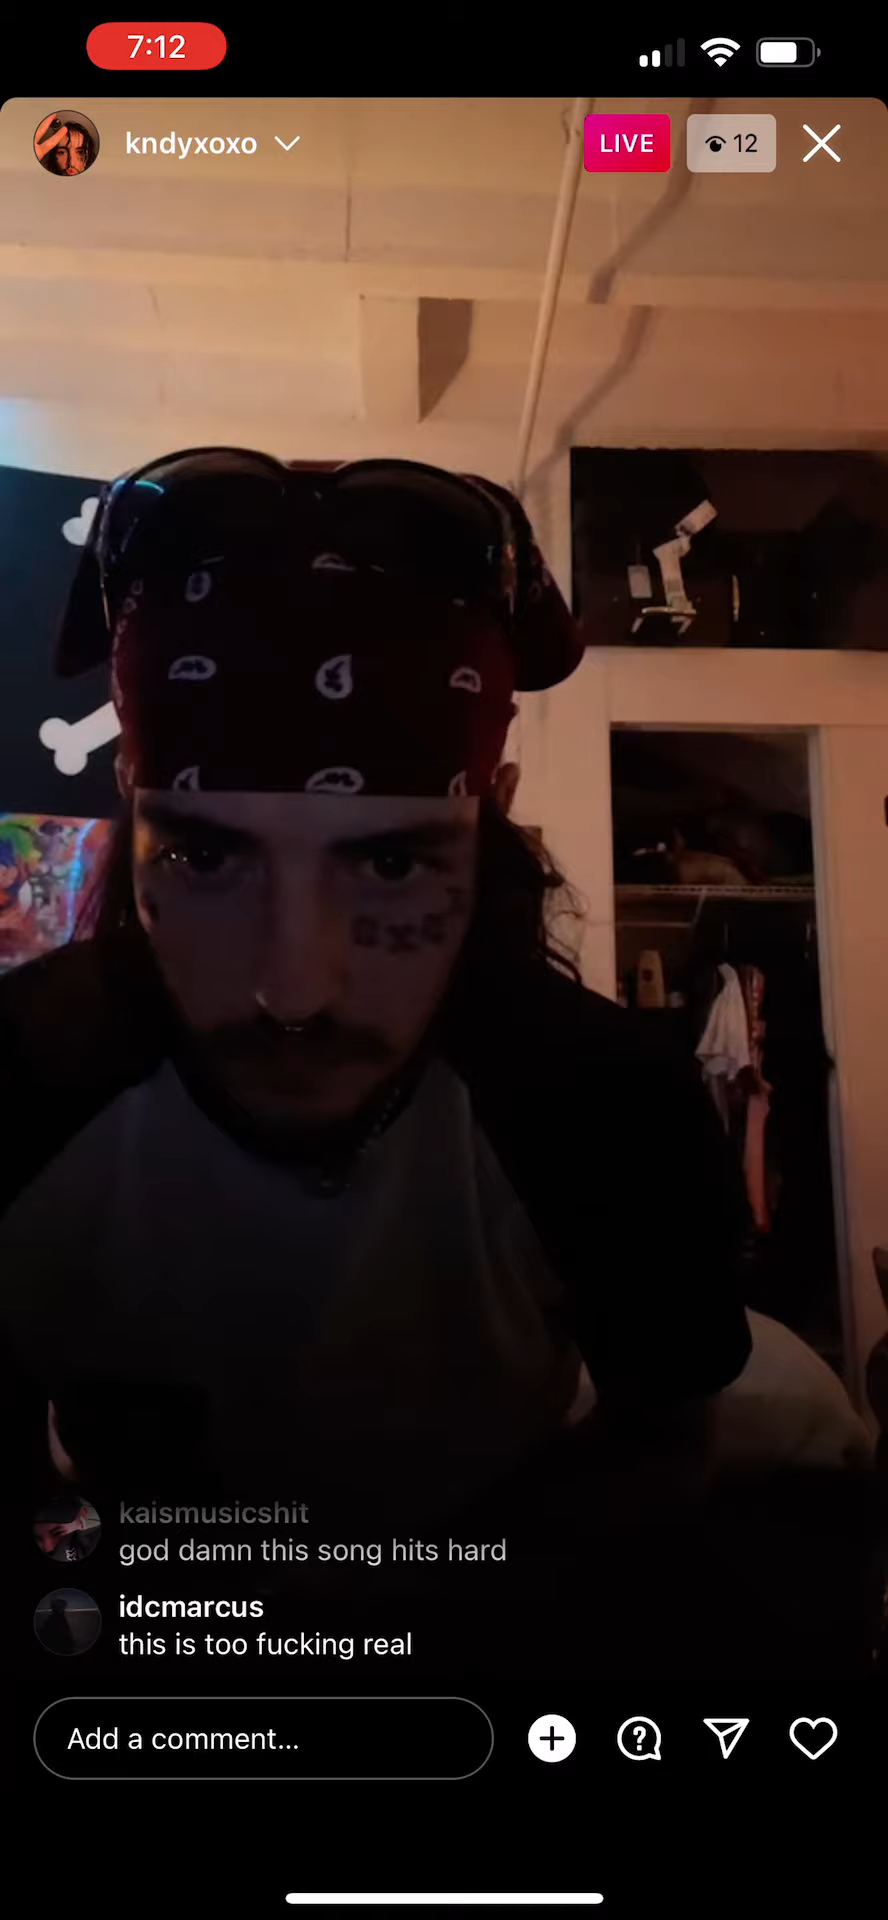 7:12
kndyxoxo
LIVE
12
kaismusicshit
god damn this song hits hard
idcmarcus
this is too fucking real
Add a comment...